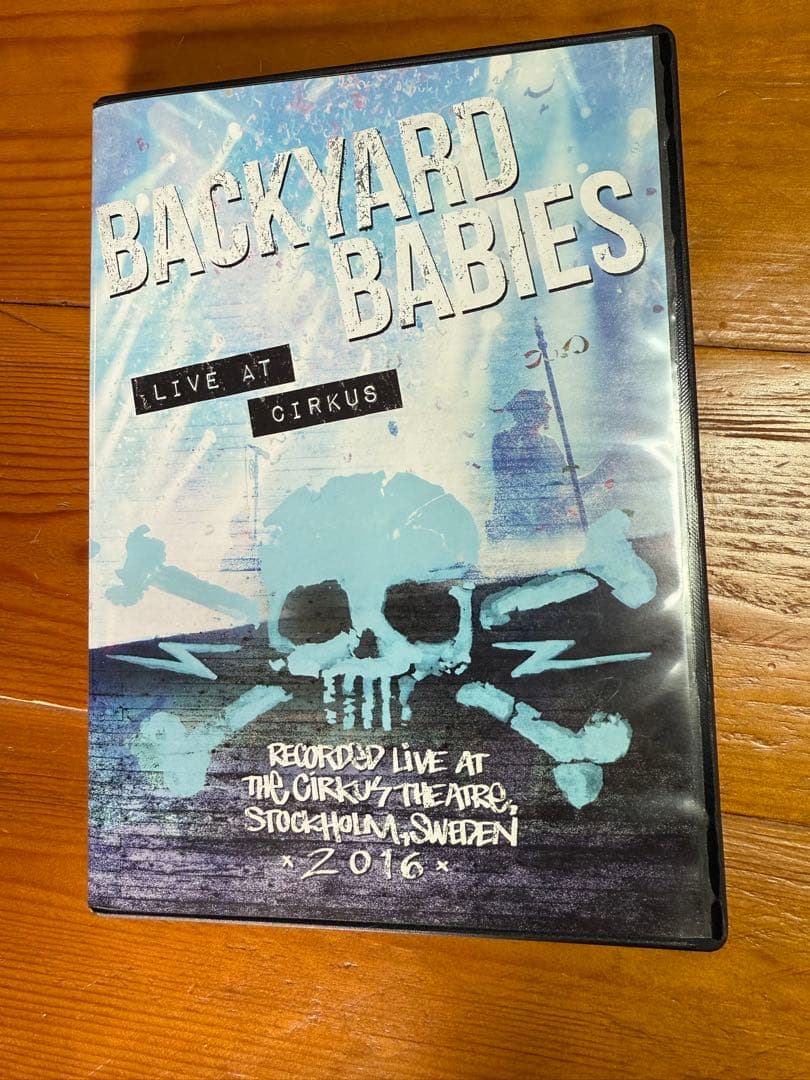 BACKYARD
BABIES
LIVE AT
CIRKUS
RECORDED LIVE AT
THE CIRKUS THEATRE,
STOCKHOLM, SWEDEN
×2016×